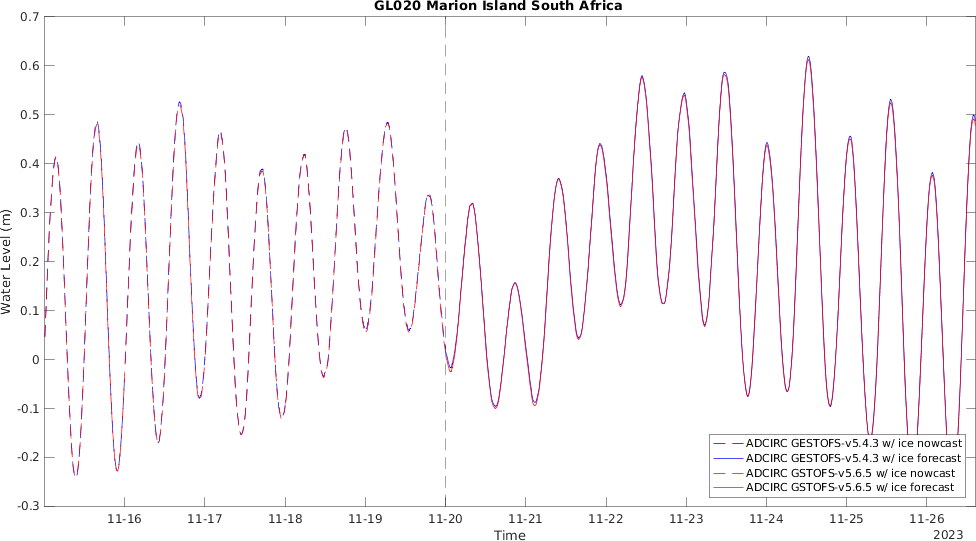 GL020 Marion Island South Africa
0.7
0.6
0.5
0.4
0.3
0.2
0.1
0
-0.1
-0.2
-0.3
Water Level (m)
ADCIRC GESTOFS-v5.4.3 w/ ice nowcast
ADCIRC GESTOFS-v5.4.3 w/ ice forecast
ADCIRC GSTOFS-v5.6.5 w/ ice nowcast
ADCIRC GSTOFS-v5.6.5 w/ ice forecast
11-16 11-17 11-18 11-19 11-20 11-21 11-22 11-23 11-24 11-25 11-26
Time
2023